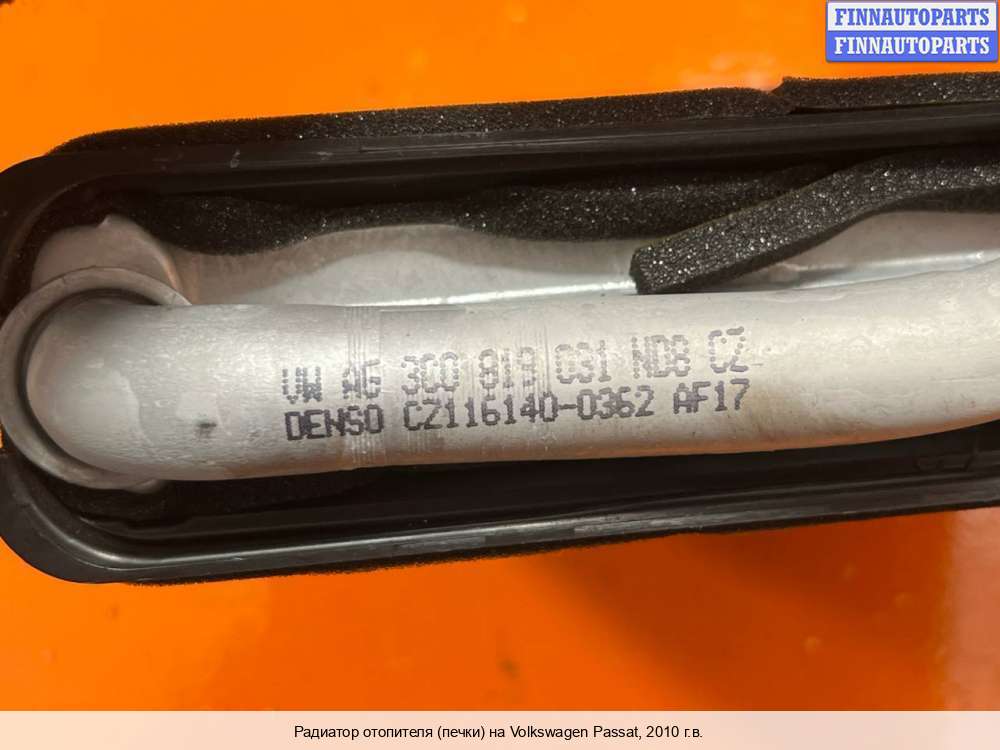 FINNAUTOPARTS
FINNAUTOPARTS
VW AG 3C0 819 031 ND8 CZ
DENSO CZ116140-0362 AF17
Радиатор отопителя (печки) на Volkswagen Passat, 2010 г.в.